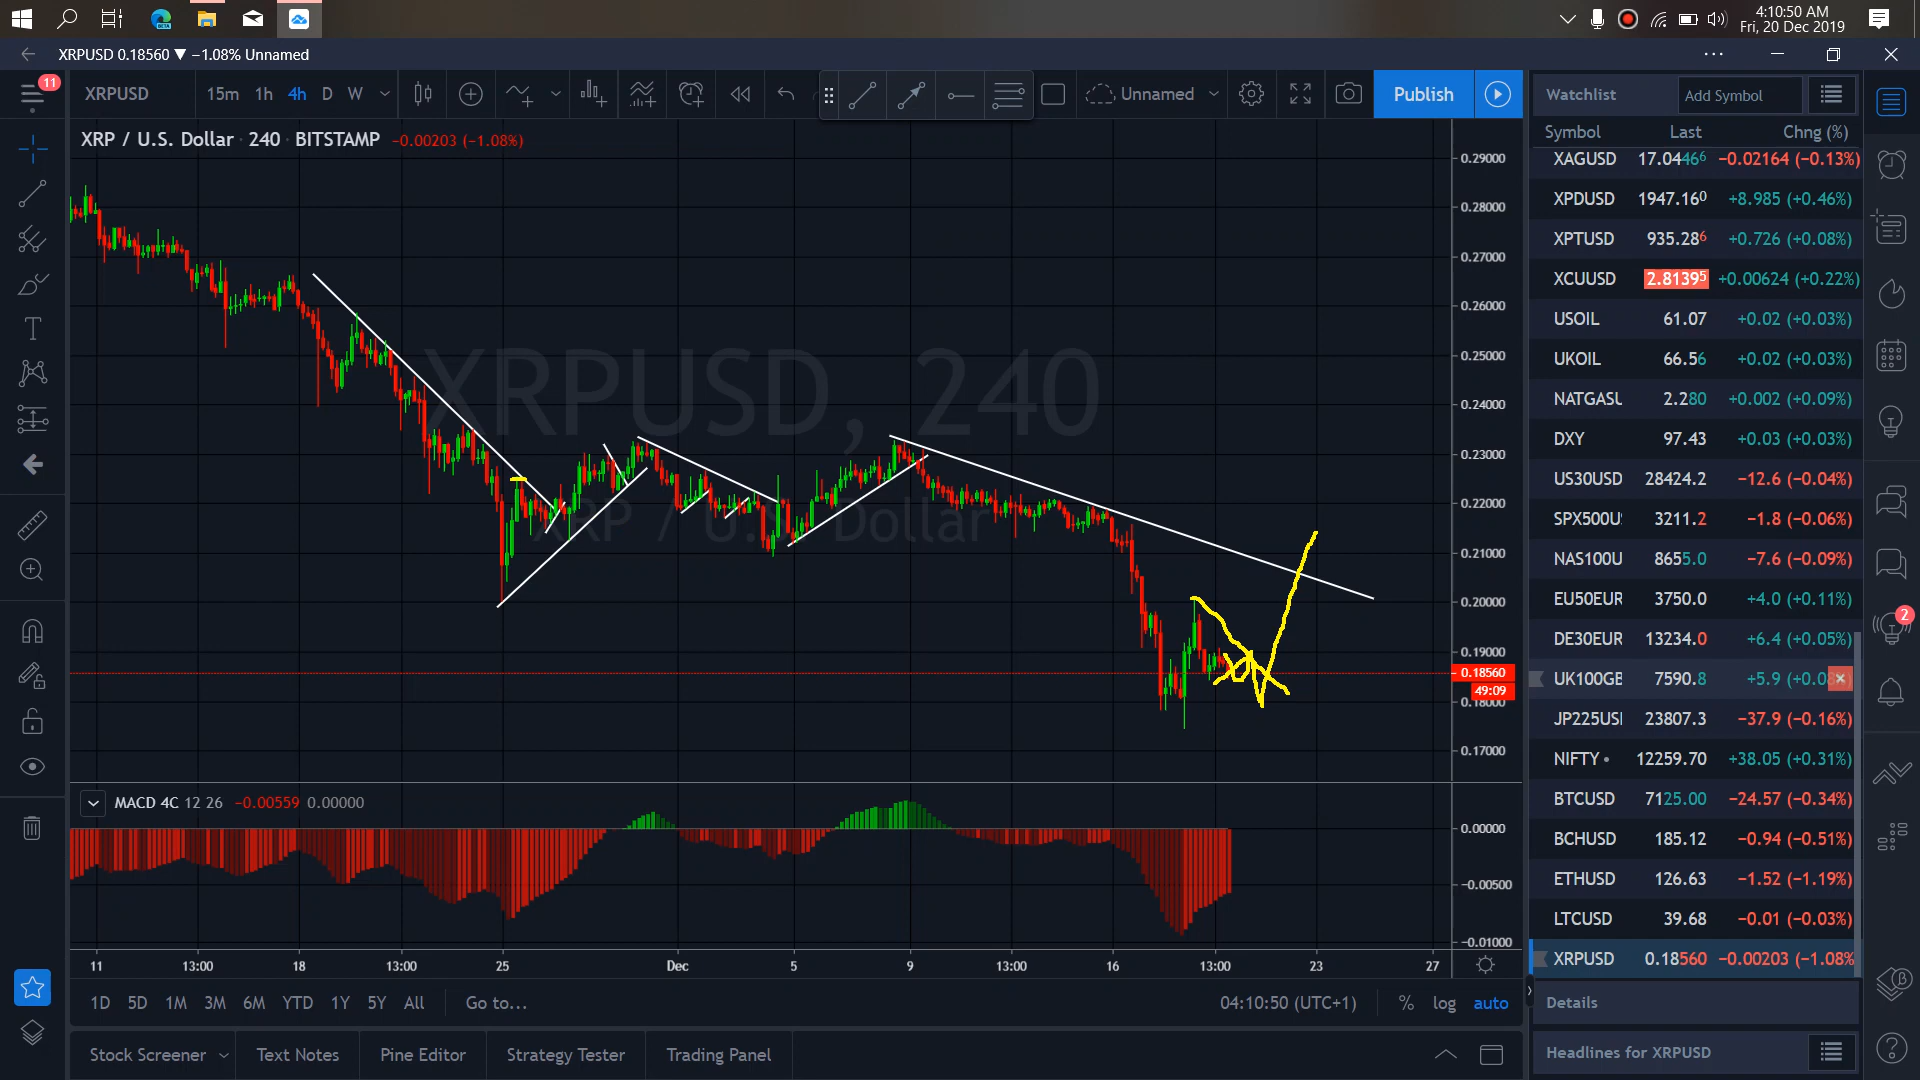 4:10:50 AM
Fri, 20 Dec 2019
XRPUSD 0.18560 ▼ −1.08% Unnamed
11
XRPUSD 15m 1h 4h D W Unnamed Publish
XRP / U.S. Dollar · 240 · BITSTAMP −0.00203 (−1.08%)
XRPUSD, 240
XRP / U.S. Dollar
0.29000
0.28000
0.27000
0.26000
0.25000
0.24000
0.23000
0.22000
0.21000
0.20000
0.19000
0.18560
49:09
0.18000
0.17000
MACD 4C 12 26 −0.00559 0.00000
0.00000
−0.00500
−0.01000
11 13:00 18 13:00 25 Dec 5 9 13:00 16 13:00 23 27
1D 5D 1M 3M 6M YTD 1Y 5Y All Go to... 04:10:50 (UTC+1) % log auto
Stock Screener Text Notes Pine Editor Strategy Tester Trading Panel
Watchlist Add Symbol
Symbol Last Chng (%)
XAGUSD 17.04466 −0.02164 (−0.13%)
XPDUSD 1947.160 +8.985 (+0.46%)
XPTUSD 935.286 +0.726 (+0.08%)
XCUUSD 2.81395 +0.00624 (+0.22%)
USOIL 61.07 +0.02 (+0.03%)
UKOIL 66.56 +0.02 (+0.03%)
NATGASU 2.280 +0.002 (+0.09%)
DXY 97.43 +0.03 (+0.03%)
US30USD 28424.2 −12.6 (−0.04%)
SPX500US 3211.2 −1.8 (−0.06%)
NAS100U 8655.0 −7.6 (−0.09%)
EU50EUR 3750.0 +4.0 (+0.11%)
DE30EUR 13234.0 +6.4 (+0.05%)
UK100GB 7590.8 +5.9 (+0.08
JP225USD 23807.3 −37.9 (−0.16%)
NIFTY • 12259.70 +38.05 (+0.31%)
BTCUSD 7125.00 −24.57 (−0.34%)
BCHUSD 185.12 −0.94 (−0.51%)
ETHUSD 126.63 −1.52 (−1.19%)
LTCUSD 39.68 −0.01 (−0.03%)
XRPUSD 0.18560 −0.00203 (−1.08%
Details
Headlines for XRPUSD
2